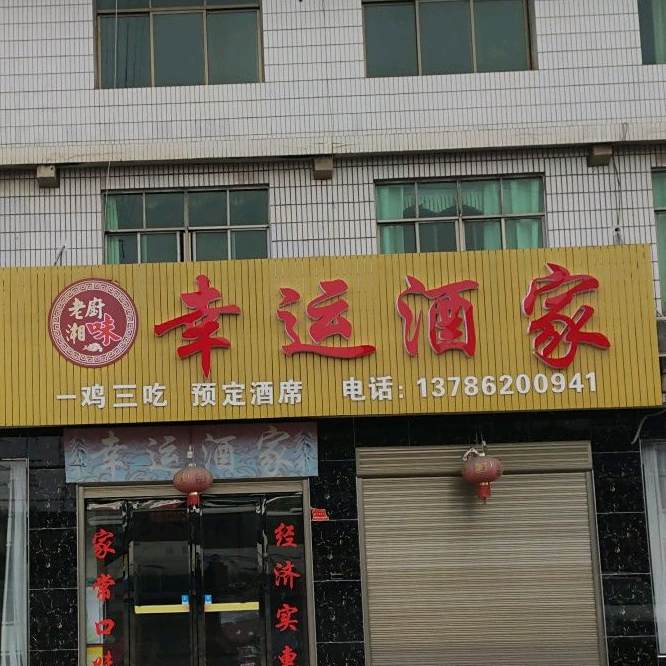 老厨
湘味
幸运酒家
一鸡三吃 预定酒席 电话: 13786200941
幸运酒家
家常口味
经济实惠